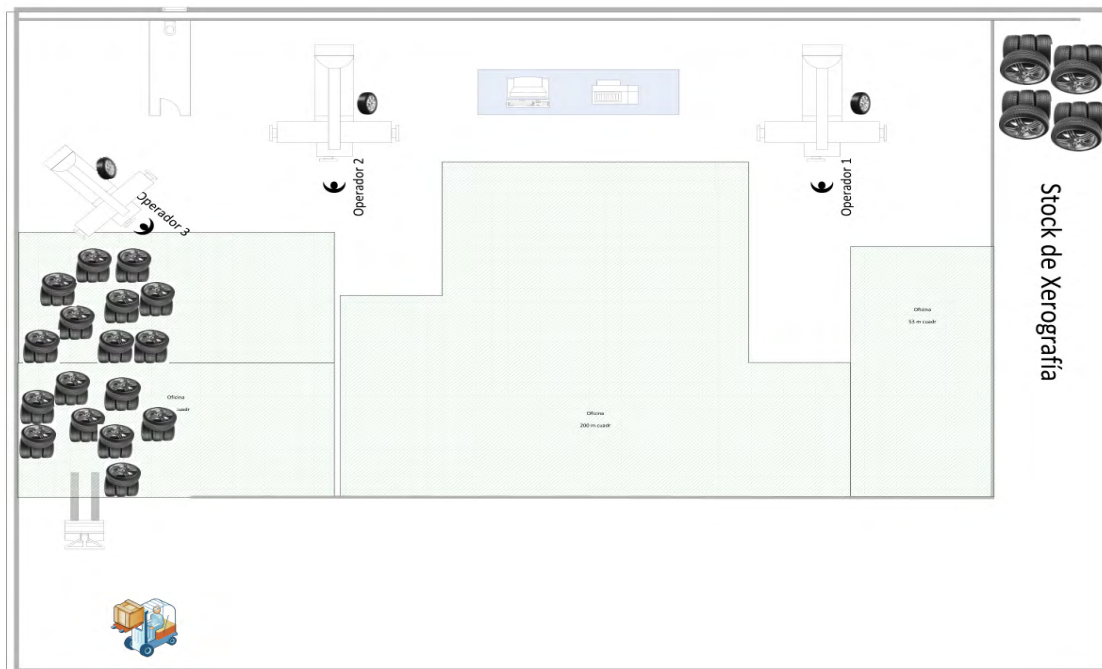 Operador 3
Operador 2
Operador 1
Stock de Xerografía
Oficina
53 m cuadr
Oficina
cuadr
Oficina
200 m cuadr